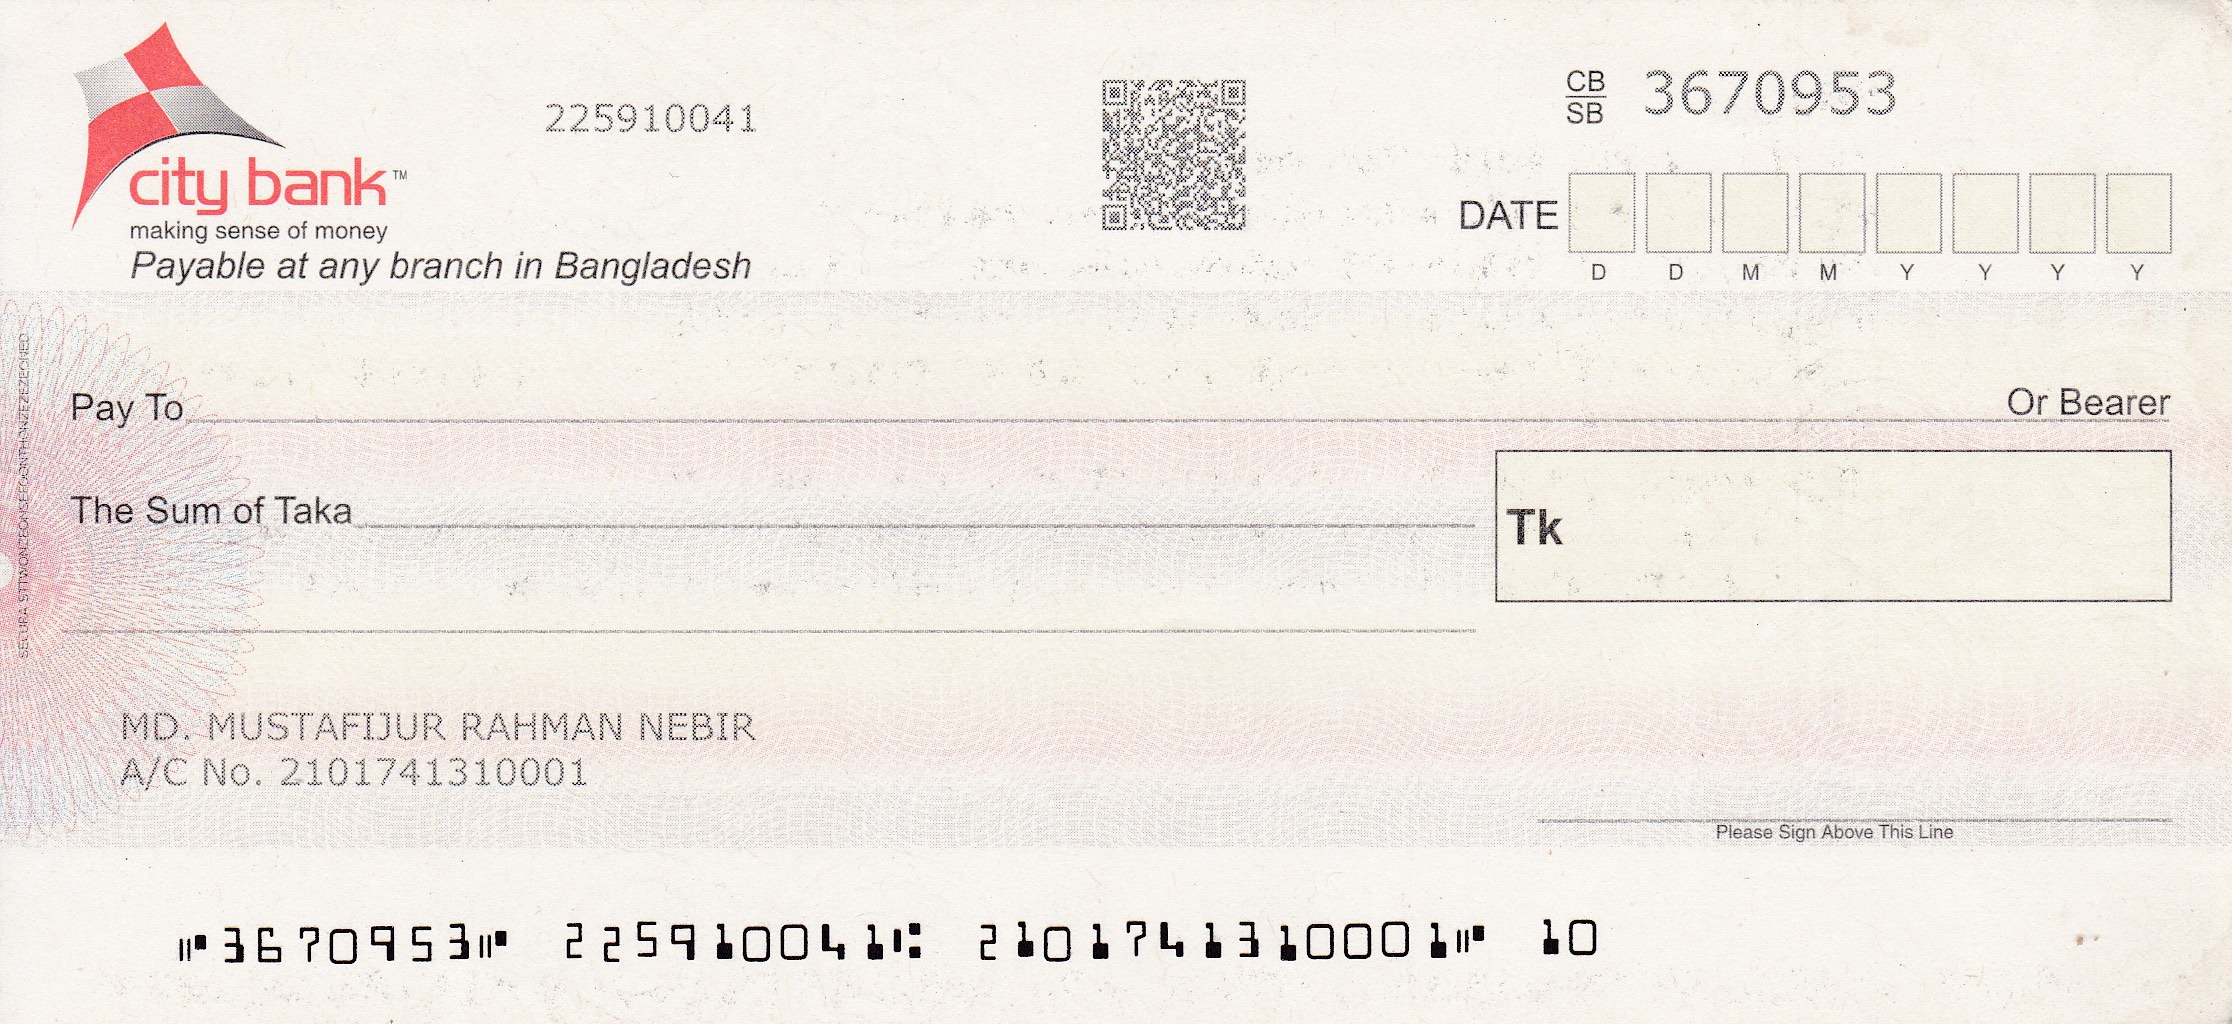 city bank™
making sense of money
Payable at any branch in Bangladesh
225910041
CB
SB
3670953
DATE
D D M M Y Y Y Y
Pay To
Or Bearer
The Sum of Taka
Tk
MD. MUSTAFIJUR RAHMAN NEBIR
A/C No. 2101741310001
Please Sign Above This Line
⑈3670953⑈ 225910041⑆ 2101741310001⑈ 10